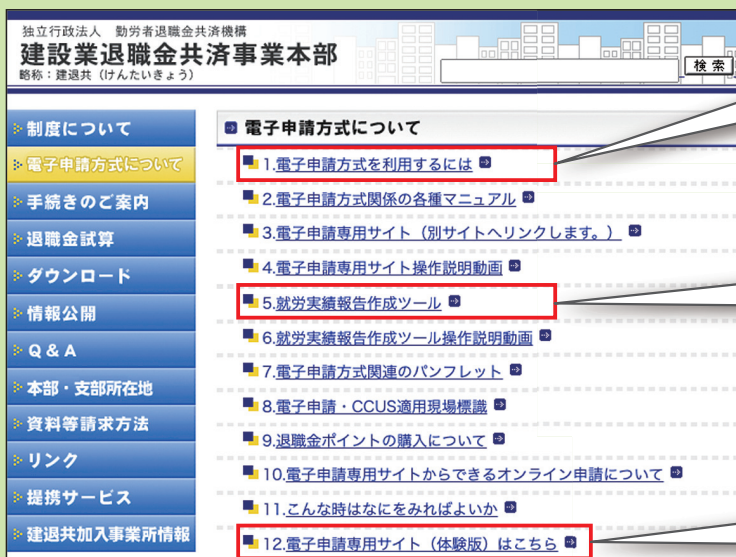 独立行政法人　勤労者退職金共済機構
建設業退職金共済事業本部
略称：建退共（けんたいきょう）
検索
制度について
電子申請方式について
手続きのご案内
退職金試算
ダウンロード
情報公開
Q & A
本部・支部所在地
資料等請求方法
リンク
提携サービス
建退共加入事業所情報
電子申請方式について
1.電子申請方式を利用するには
2.電子申請方式関係の各種マニュアル
3.電子申請専用サイト（別サイトへリンクします。）
4.電子申請専用サイト操作説明動画
5.就労実績報告作成ツール
6.就労実績報告作成ツール操作説明動画
7.電子申請方式関連のパンフレット
8.電子申請・CCUS適用現場標識
9.退職金ポイントの購入について
10.電子申請専用サイトからできるオンライン申請について
11.こんな時はなにをみればよいか
12.電子申請専用サイト（体験版）はこちら